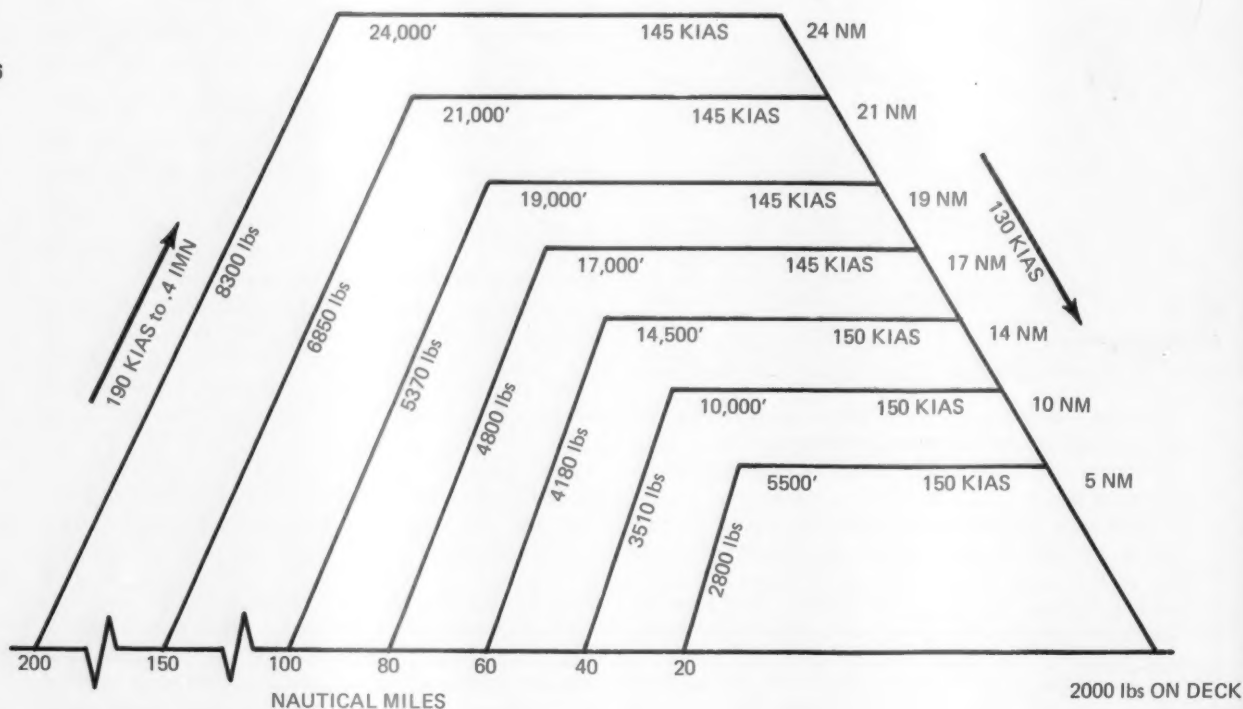 24,000' 145 KIAS 24 NM
21,000' 145 KIAS 21 NM
19,000' 145 KIAS 19 NM
17,000' 145 KIAS 17 NM
14,500' 150 KIAS 14 NM
10,000' 150 KIAS 10 NM
5500' 150 KIAS 5 NM
190 KIAS to .4 IMN
8300 lbs
6850 lbs
5370 lbs
4800 lbs
4180 lbs
3510 lbs
2800 lbs
130 KIAS
200 150 100 80 60 40 20
NAUTICAL MILES
2000 lbs ON DECK